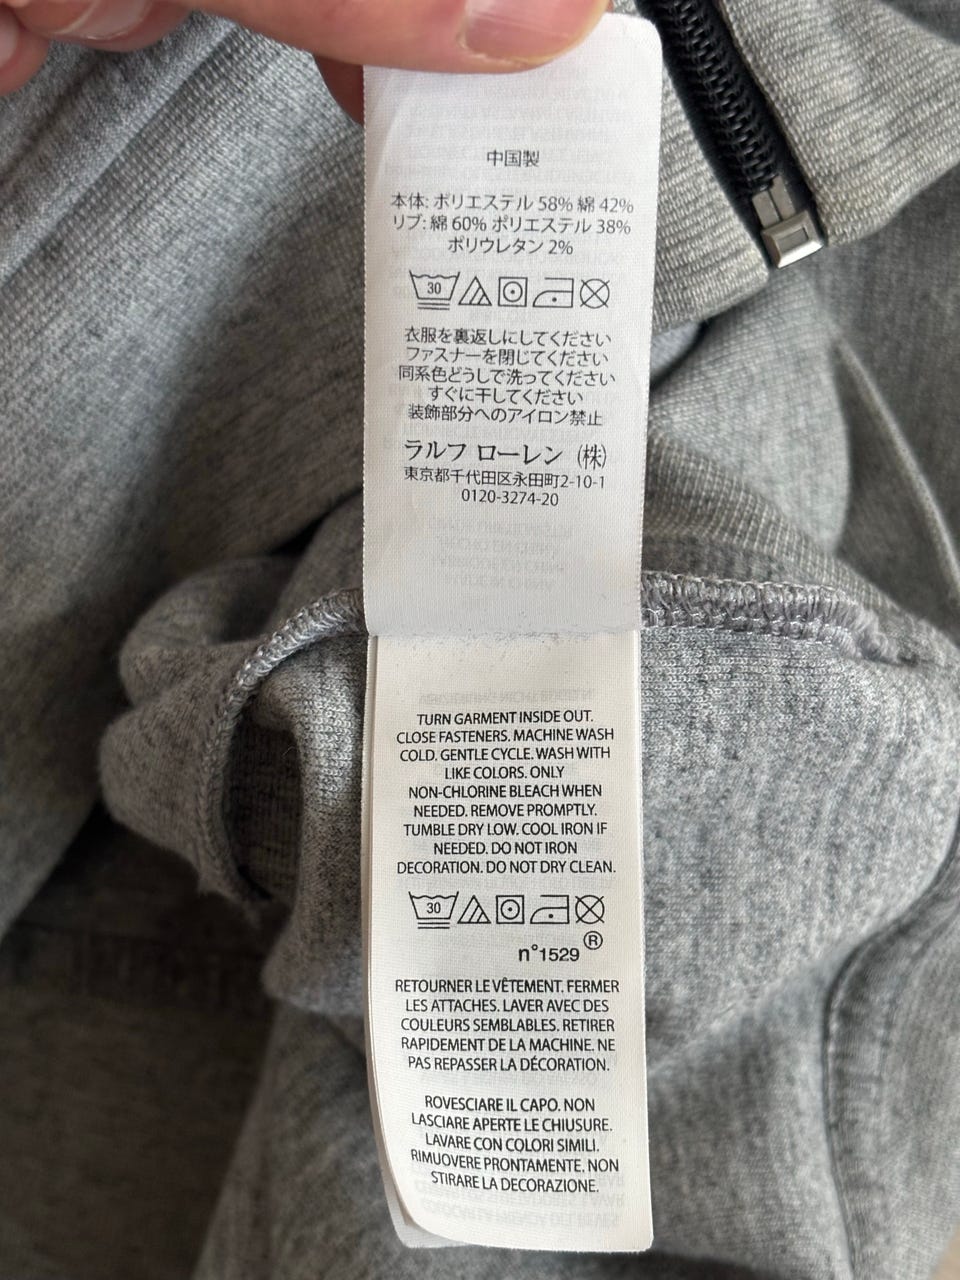 中国製
本体: ポリエステル 58% 綿 42%
リブ: 綿 60% ポリエステル 38%
ポリウレタン 2%
30
衣服を裏返しにしてください
ファスナーを閉じてください
同系色どうしで洗ってください
すぐに干してください
装飾部分へのアイロン禁止
ラルフ ローレン (株)
東京都千代田区永田町2-10-1
0120-3274-20
TURN GARMENT INSIDE OUT.
CLOSE FASTENERS. MACHINE WASH
COLD. GENTLE CYCLE. WASH WITH
LIKE COLORS. ONLY
NON-CHLORINE BLEACH WHEN
NEEDED. REMOVE PROMPTLY.
TUMBLE DRY LOW. COOL IRON IF
NEEDED. DO NOT IRON
DECORATION. DO NOT DRY CLEAN.
30
n°1529®
RETOURNER LE VÊTEMENT. FERMER
LES ATTACHES. LAVER AVEC DES
COULEURS SEMBLABLES. RETIRER
RAPIDEMENT DE LA MACHINE. NE
PAS REPASSER LA DÉCORATION.
ROVESCIARE IL CAPO. NON
LASCIARE APERTE LE CHIUSURE.
LAVARE CON COLORI SIMILI.
RIMUOVERE PRONTAMENTE. NON
STIRARE LA DECORAZIONE.